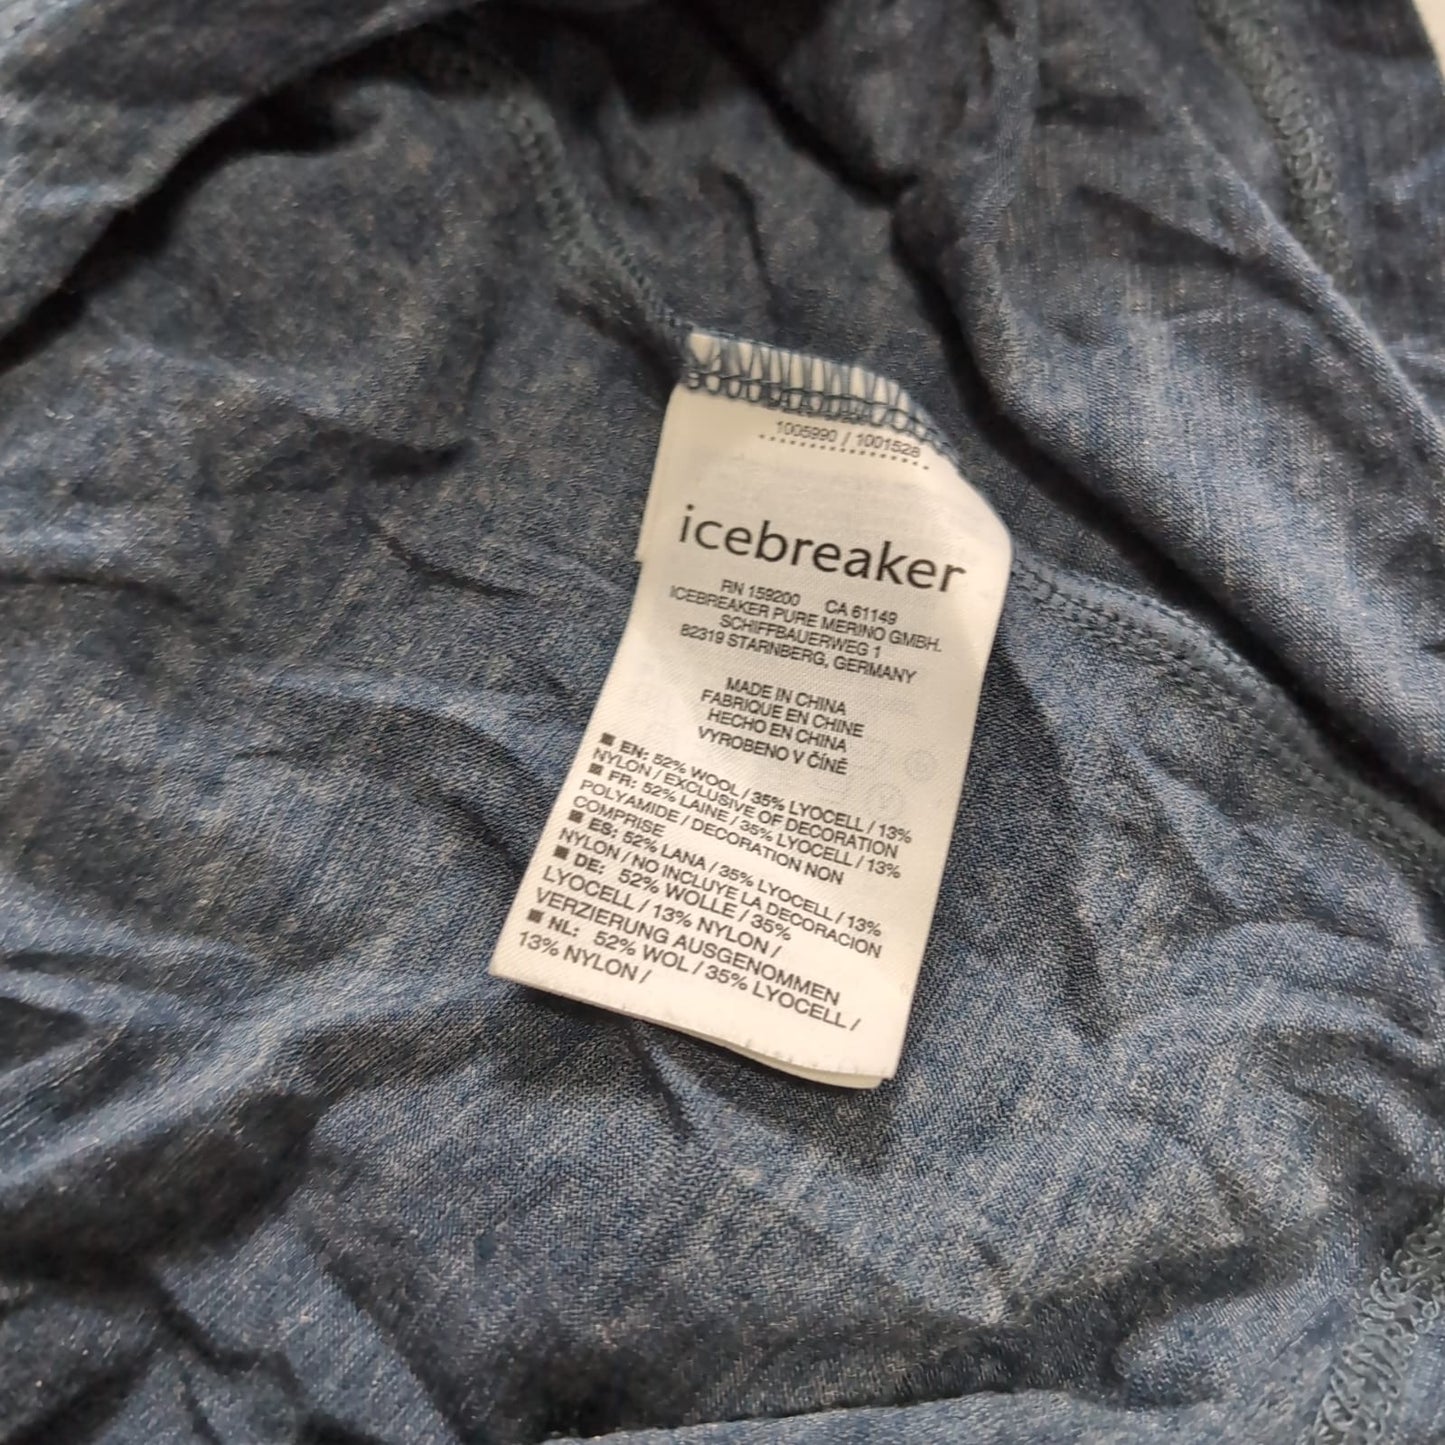 1005990 / 1001528
icebreaker
RN 159200 CA 61149
ICEBREAKER PURE MERINO GMBH.
SCHIFFBAUERWEG 1
82319 STARNBERG, GERMANY
MADE IN CHINA
FABRIQUE EN CHINE
HECHO EN CHINA
VYROBENO V ČÍNĚ
■ EN: 52% WOOL / 35% LYOCELL / 13%
NYLON / EXCLUSIVE OF DECORATION
■ FR: 52% LAINE / 35% LYOCELL / 13%
POLYAMIDE / DECORATION NON
COMPRISE
■ ES: 52% LANA / 35% LYOCELL / 13%
NYLON / NO INCLUYE LA DECORACION
■ DE: 52% WOLLE / 35%
LYOCELL / 13% NYLON /
VERZIERUNG AUSGENOMMEN
■ NL: 52% WOL / 35% LYOCELL /
13% NYLON /